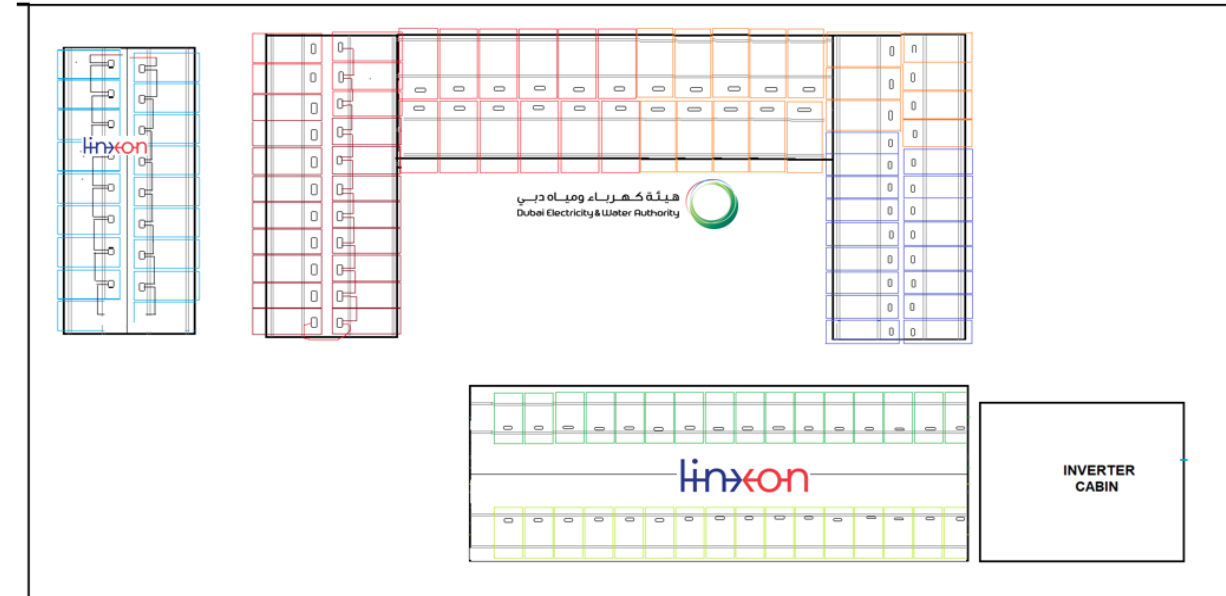 linxon
هيئة كهرباء ومياه دبي
Dubai Electricity & Water Authority
linxon
INVERTER
CABIN